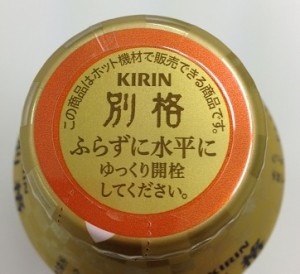 この商品はホット機材で販売できる商品です。
KIRIN
別格
ふらずに水平に
ゆっくり開栓
してください。